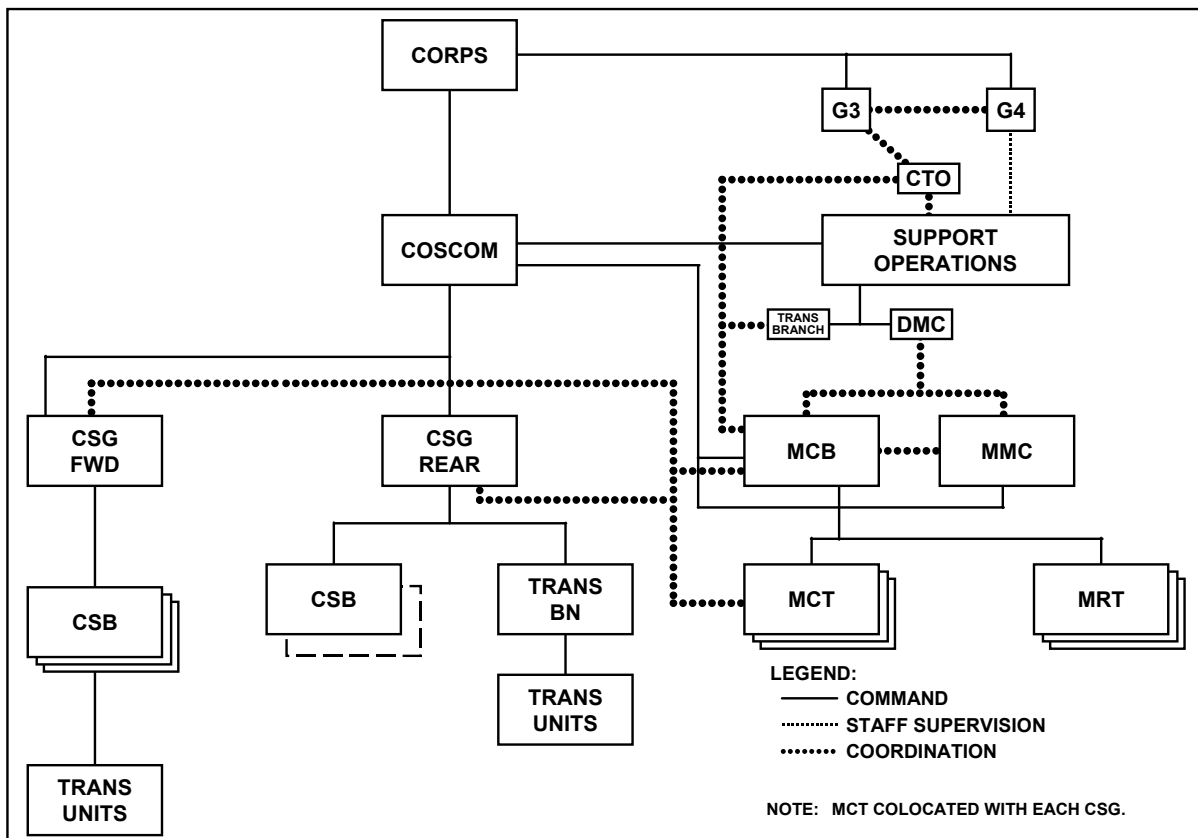 CORPS
G3
G4
CTO
COSCOM
SUPPORT
OPERATIONS
TRANS
BRANCH
DMC
CSG
FWD
CSG
REAR
MCB
MMC
CSB
CSB
TRANS
BN
MCT
MRT
TRANS
UNITS
TRANS
UNITS
LEGEND:
COMMAND
STAFF SUPERVISION
COORDINATION
NOTE: MCT COLOCATED WITH EACH CSG.